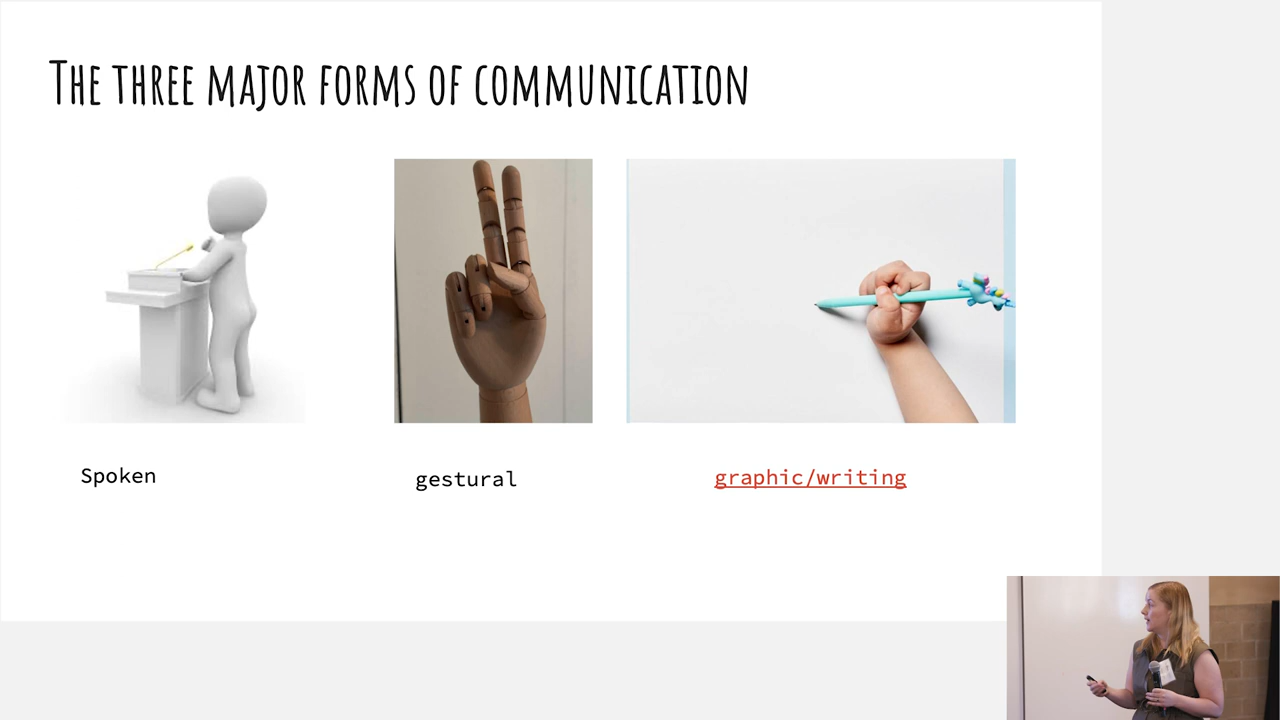 The three major forms of communication
Spoken
gestural
graphic/writing